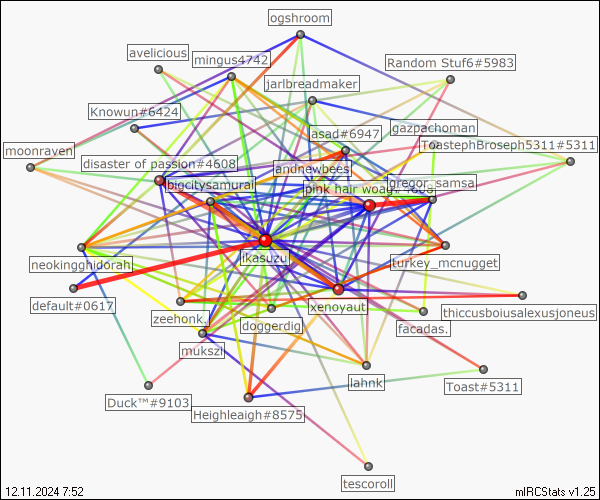 ogshroom
avelicious
mingus4742
Random Stuf6#5983
jarlbreadmaker
Knowun#6424
asad#6947
gazpachoman
ToastephBroseph5311#5311
moonraven
disaster of passion#4608
andnewbees
bigcitysamurai
pink hair woag#
gregor_samsa
ikasuzu
neokingghidorah
turkey_mcnugget
default#0617
xenoyaut
thiccusboiusalexusjoneus
zeehonk.
doggerdig
facadas.
mukszi
lahnk
Duck™#9103
Toast#5311
Heighleaigh#8575
tescoroll
12.11.2024 7:52
mIRCStats v1.25